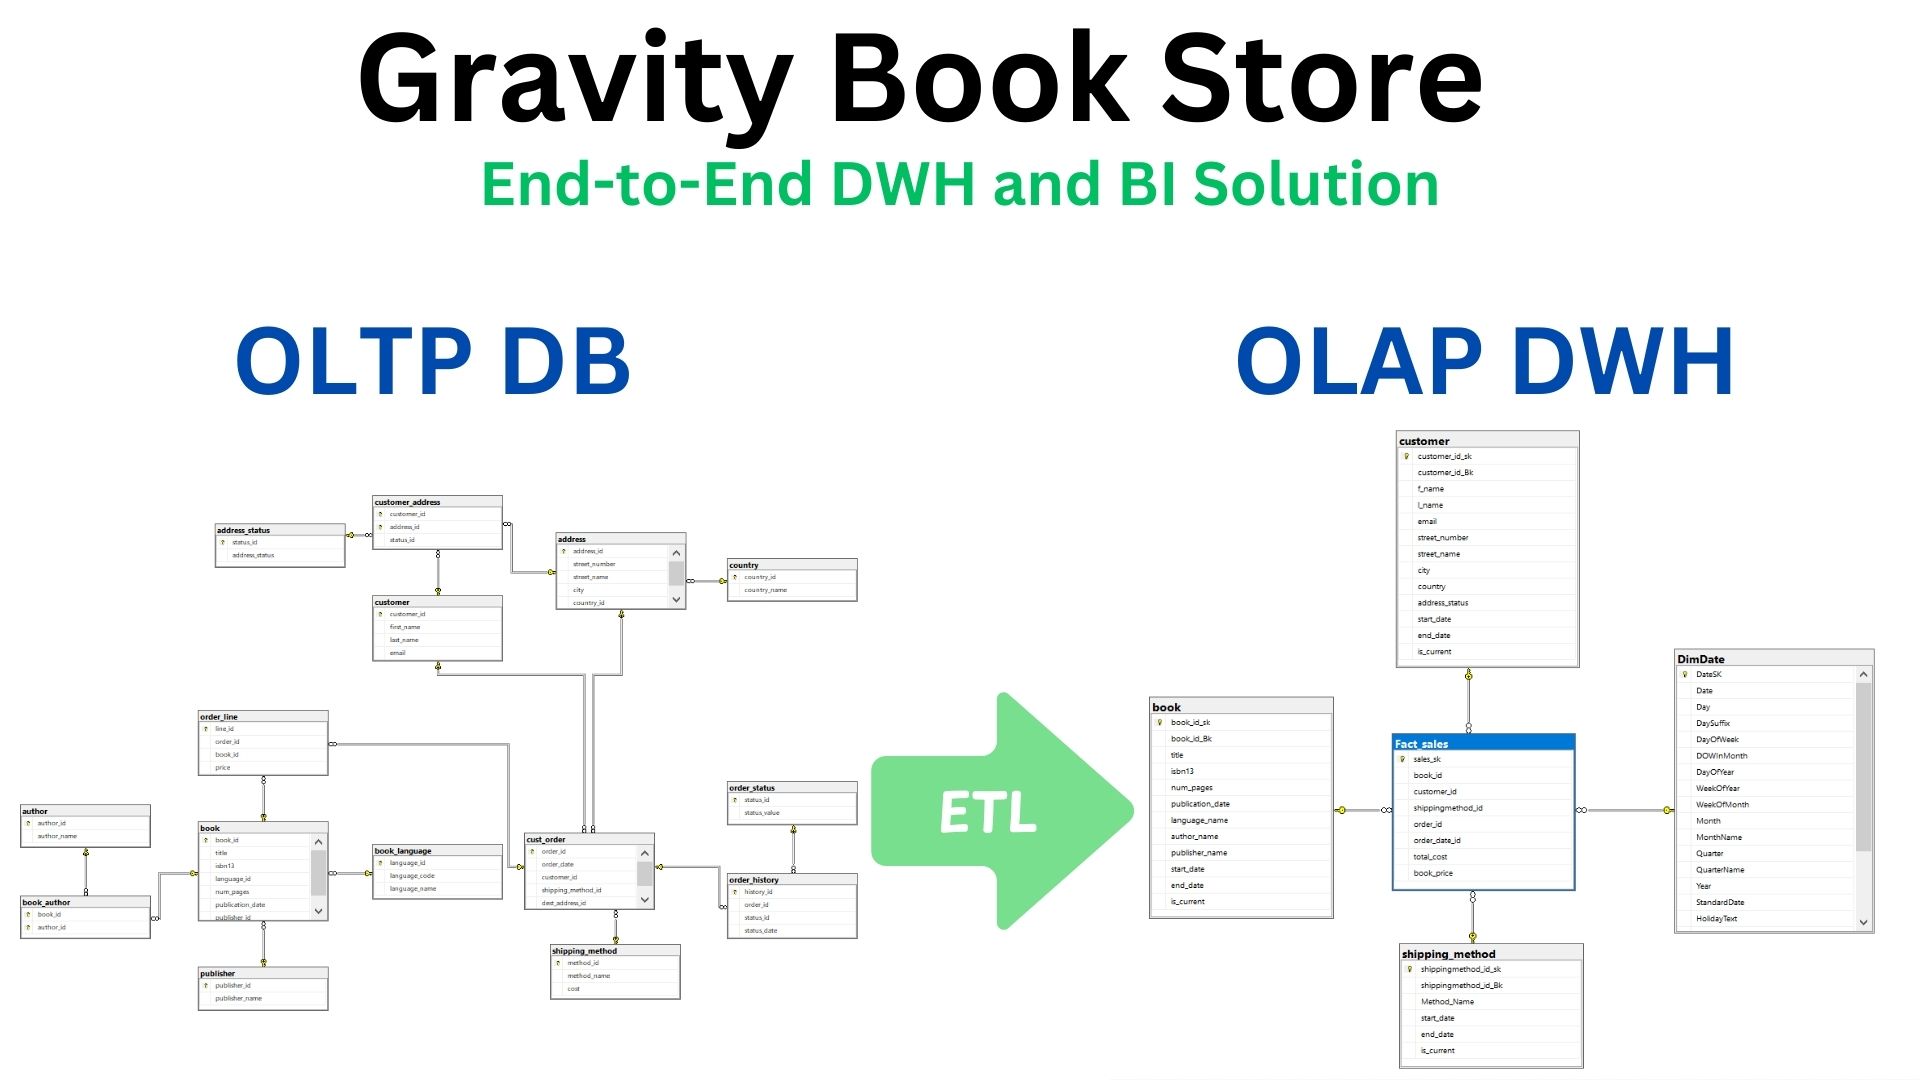 Gravity Book Store
End-to-End DWH and BI Solution
OLTP DB
OLAP DWH
customer_address
customer_id
address_id
status_id
address_status
status_id
address_status
address
address_id
street_number
street_name
city
country_id
country
country_id
country_name
customer
customer_id
first_name
last_name
email
order_line
line_id
order_id
book_id
price
author
author_id
author_name
book
book_id
title
isbn13
language_id
num_pages
publication_date
publisher_id
book_language
language_id
language_code
language_name
cust_order
order_id
order_date
customer_id
shipping_method_id
dest_address_id
order_status
status_id
status_value
order_history
history_id
order_id
status_id
status_date
book_author
book_id
author_id
publisher
publisher_id
publisher_name
shipping_method
method_id
method_name
cost
ETL
customer
customer_id_sk
customer_id_Bk
f_name
l_name
email
street_number
street_name
city
country
address_status
start_date
end_date
is_current
book
book_id_sk
book_id_Bk
title
isbn13
num_pages
publication_date
language_name
author_name
publisher_name
start_date
end_date
is_current
Fact_sales
sales_sk
book_id
customer_id
shippingmethod_id
order_id
order_date_id
total_cost
book_price
DimDate
DateSK
Date
Day
DaySuffix
DayOfWeek
DOWInMonth
DayOfYear
WeekOfYear
WeekOfMonth
Month
MonthName
Quarter
QuarterName
Year
StandardDate
HolidayText
shipping_method
shippingmethod_id_sk
shippingmethod_id_Bk
Method_Name
start_date
end_date
is_current